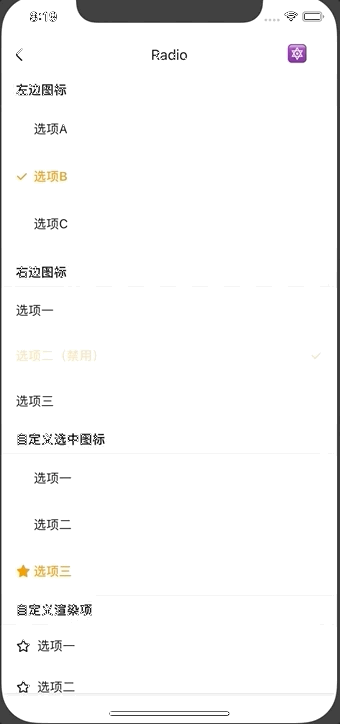 8:19
Radio
左边图标
选项A
选项B
选项C
右边图标
选项一
选项二（禁用）
选项三
自定义选中图标
选项一
选项二
选项三
自定义渲染项
选项一
选项二